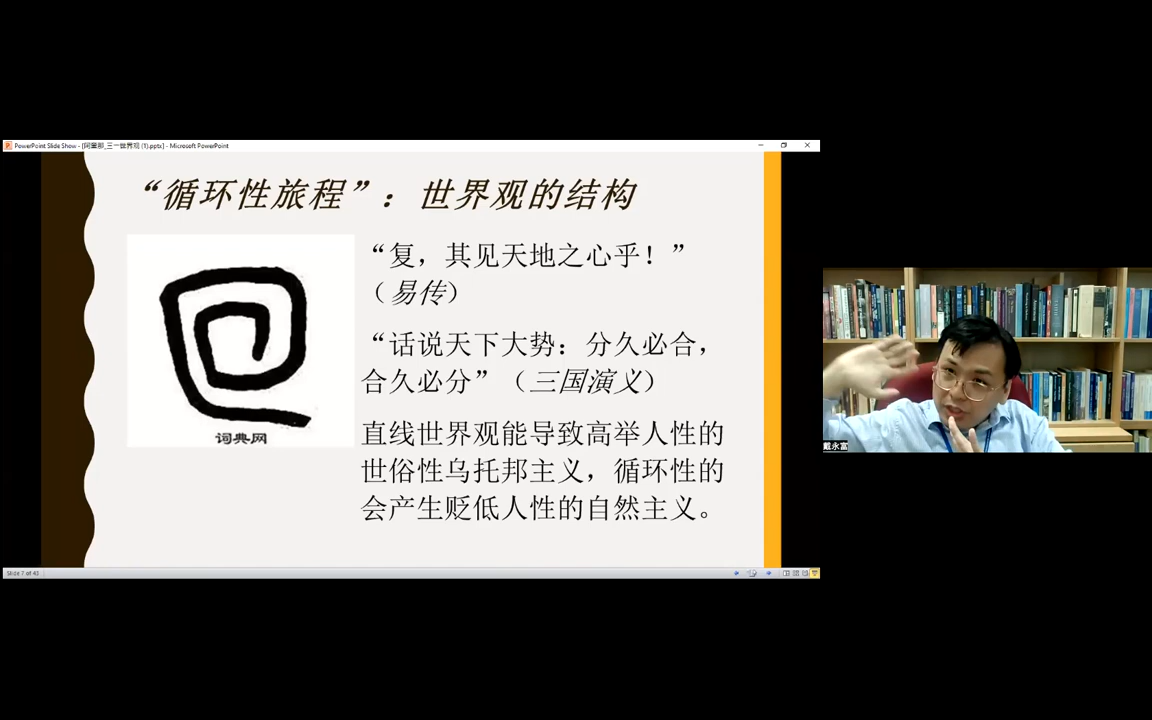 PowerPoint Slide Show - [阿奎那_三一世界观 (1).pptx] - Microsoft PowerPoint
“循环性旅程”：世界观的结构
“复，其见天地之心乎！”
（易传）
“话说天下大势：分久必合，
合久必分”（三国演义）
直线世界观能导致高举人性的
世俗性乌托邦主义，循环性的
会产生贬低人性的自然主义。
词典网
戴永富
Slide 7 of 43